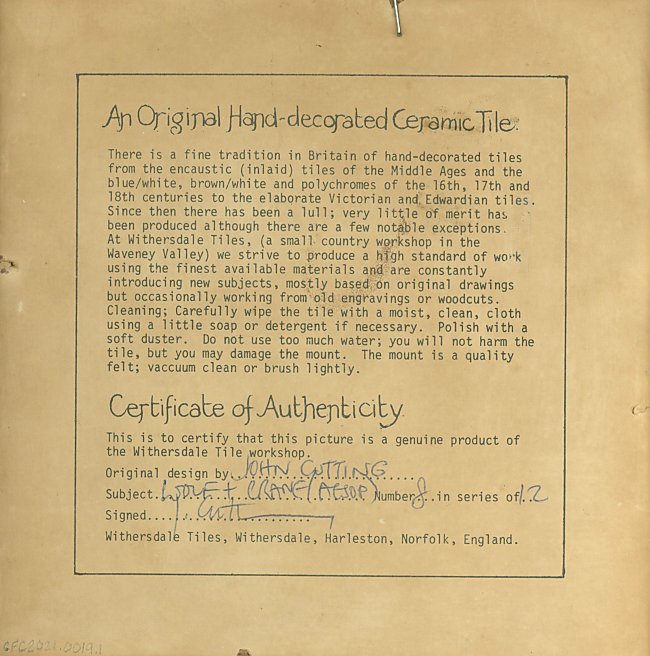 An Original Hand-decorated Ceramic Tile.
There is a fine tradition in Britain of hand-decorated tiles
from the encaustic (inlaid) tiles of the Middle Ages and the
blue/white, brown/white and polychromes of the 16th, 17th and
18th centuries to the elaborate Victorian and Edwardian tiles.
Since then there has been a lull; very little of merit has
been produced although there are a few notable exceptions.
At Withersdale Tiles, (a small country workshop in the
Waveney Valley) we strive to produce a high standard of work
using the finest available materials and are constantly
introducing new subjects, mostly based on original drawings
but occasionally working from old engravings or woodcuts.
Cleaning; Carefully wipe the tile with a moist, clean, cloth
using a little soap or detergent if necessary. Polish with a
soft duster. Do not use too much water; you will not harm the
tile, but you may damage the mount. The mount is a quality
felt; vaccuum clean or brush lightly.
Certificate of Authenticity.
This is to certify that this picture is a genuine product of
the Withersdale Tile workshop.
Original design by. JOHN CUTTING....
Subject. WOLF + CRANE (AESOP) Number 8 in series of 12
Signed.... J. Cutt
Withersdale Tiles, Withersdale, Harleston, Norfolk, England.
CFC2021.0019.1